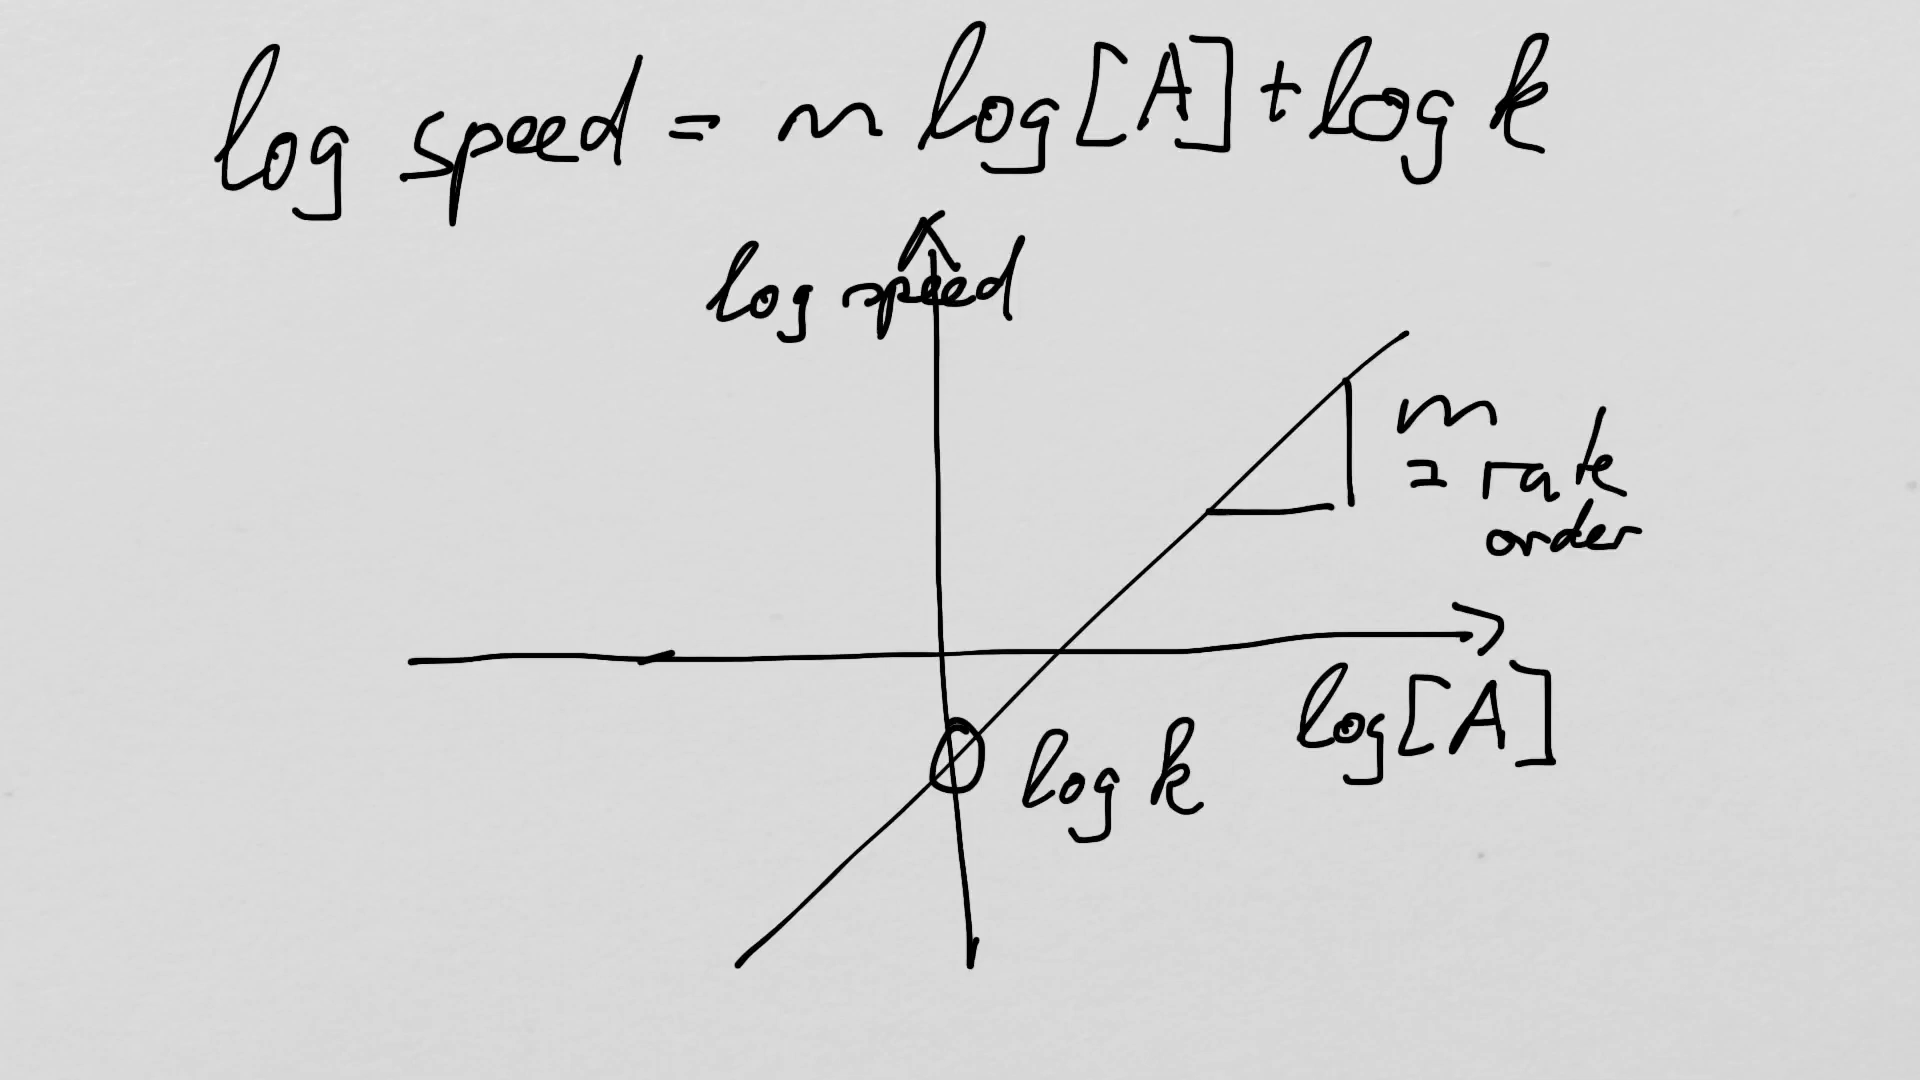 log speed = m log[A] + log k
log speed
m
= rate
order
log[A]
log k